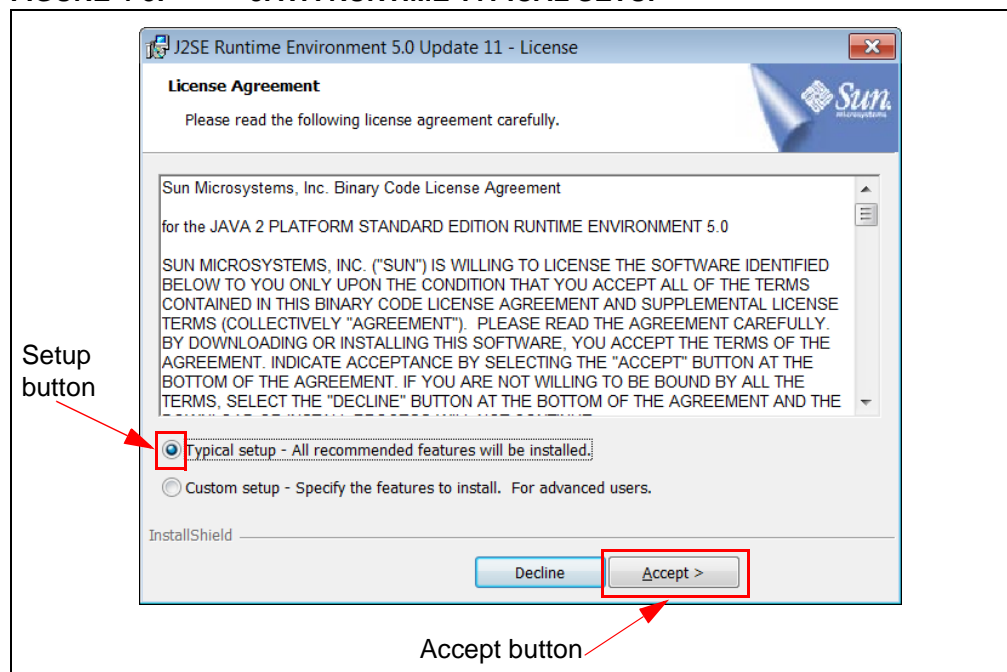 J2SE Runtime Environment 5.0 Update 11 - License
License Agreement
Please read the following license agreement carefully.
Sun
microsystems
Sun Microsystems, Inc. Binary Code License Agreement
for the JAVA 2 PLATFORM STANDARD EDITION RUNTIME ENVIRONMENT 5.0
SUN MICROSYSTEMS, INC. ("SUN") IS WILLING TO LICENSE THE SOFTWARE IDENTIFIED
BELOW TO YOU ONLY UPON THE CONDITION THAT YOU ACCEPT ALL OF THE TERMS
CONTAINED IN THIS BINARY CODE LICENSE AGREEMENT AND SUPPLEMENTAL LICENSE
TERMS (COLLECTIVELY "AGREEMENT"). PLEASE READ THE AGREEMENT CAREFULLY.
BY DOWNLOADING OR INSTALLING THIS SOFTWARE, YOU ACCEPT THE TERMS OF THE
AGREEMENT. INDICATE ACCEPTANCE BY SELECTING THE "ACCEPT" BUTTON AT THE
BOTTOM OF THE AGREEMENT. IF YOU ARE NOT WILLING TO BE BOUND BY ALL THE
TERMS, SELECT THE "DECLINE" BUTTON AT THE BOTTOM OF THE AGREEMENT AND THE
Setup
button
Typical setup - All recommended features will be installed.
Custom setup - Specify the features to install. For advanced users.
InstallShield
Decline
Accept >
Accept button